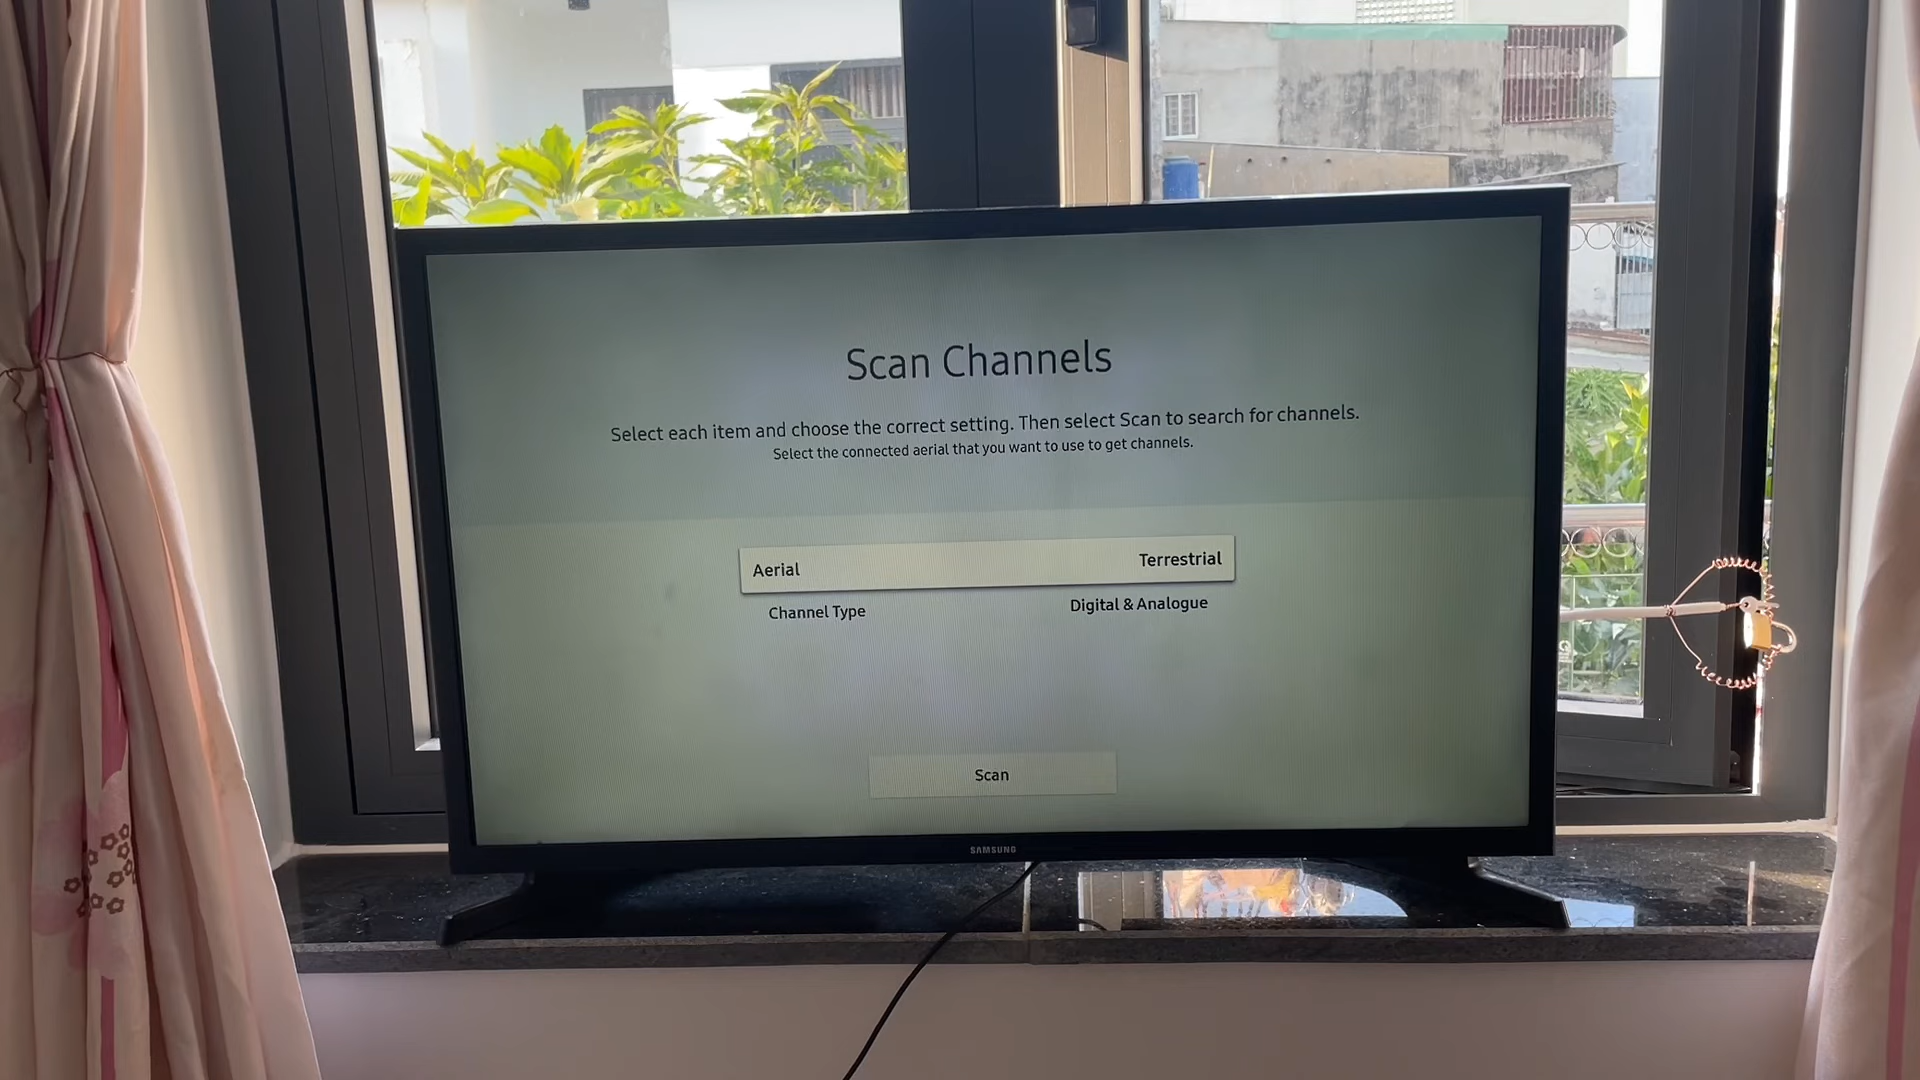 Scan Channels
Select each item and choose the correct setting. Then select Scan to search for channels.
Select the connected aerial that you want to use to get channels.
Aerial Terrestrial
Channel Type Digital & Analogue
Scan
SAMSUNG